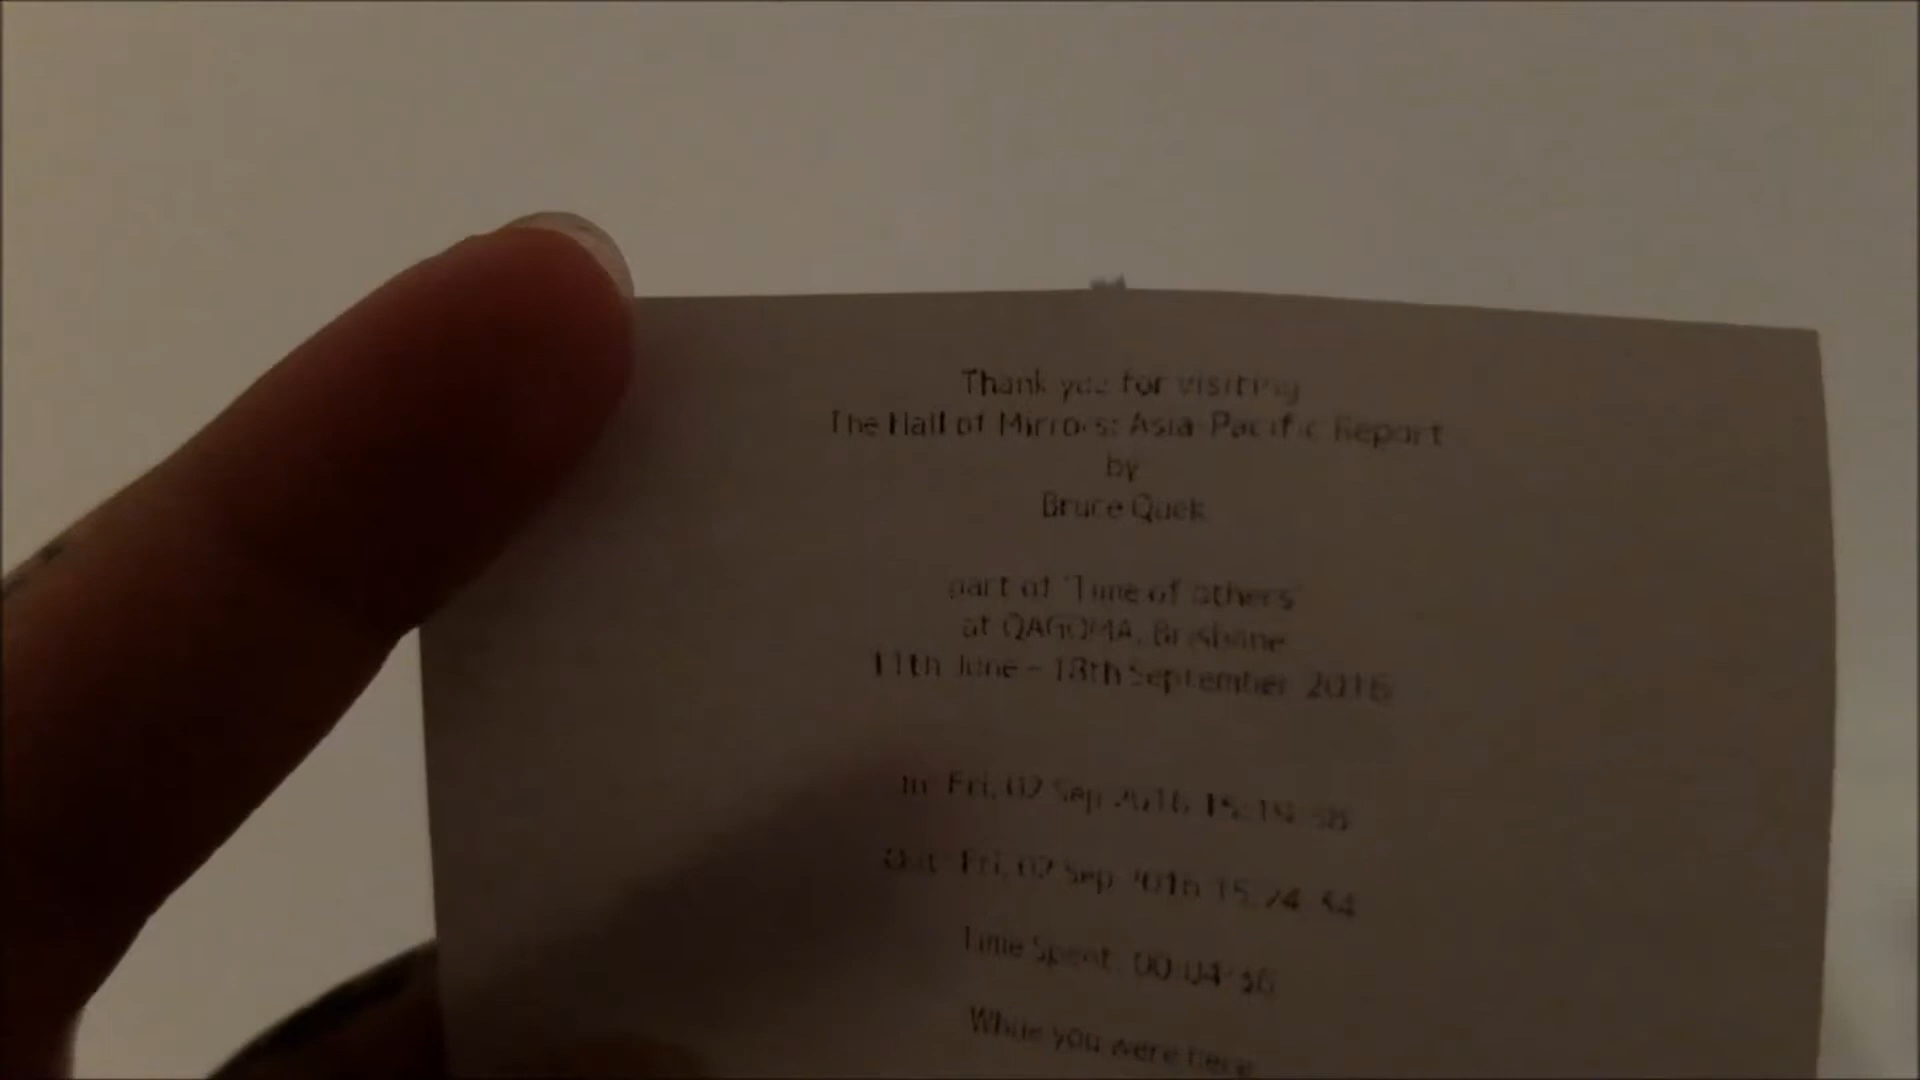 Thank you for visiting
The Hall of Mirrors: Asia-Pacific Report
by
Bruce Quek
part of 'Time of others'
at QAGOMA, Brisbane
11th June - 18th September 2016
In: Fri, 02 Sep 2016 15:19:58
Out: Fri, 02 Sep 2016 15:24:54
Time Spent: 00:04:56
While you were here